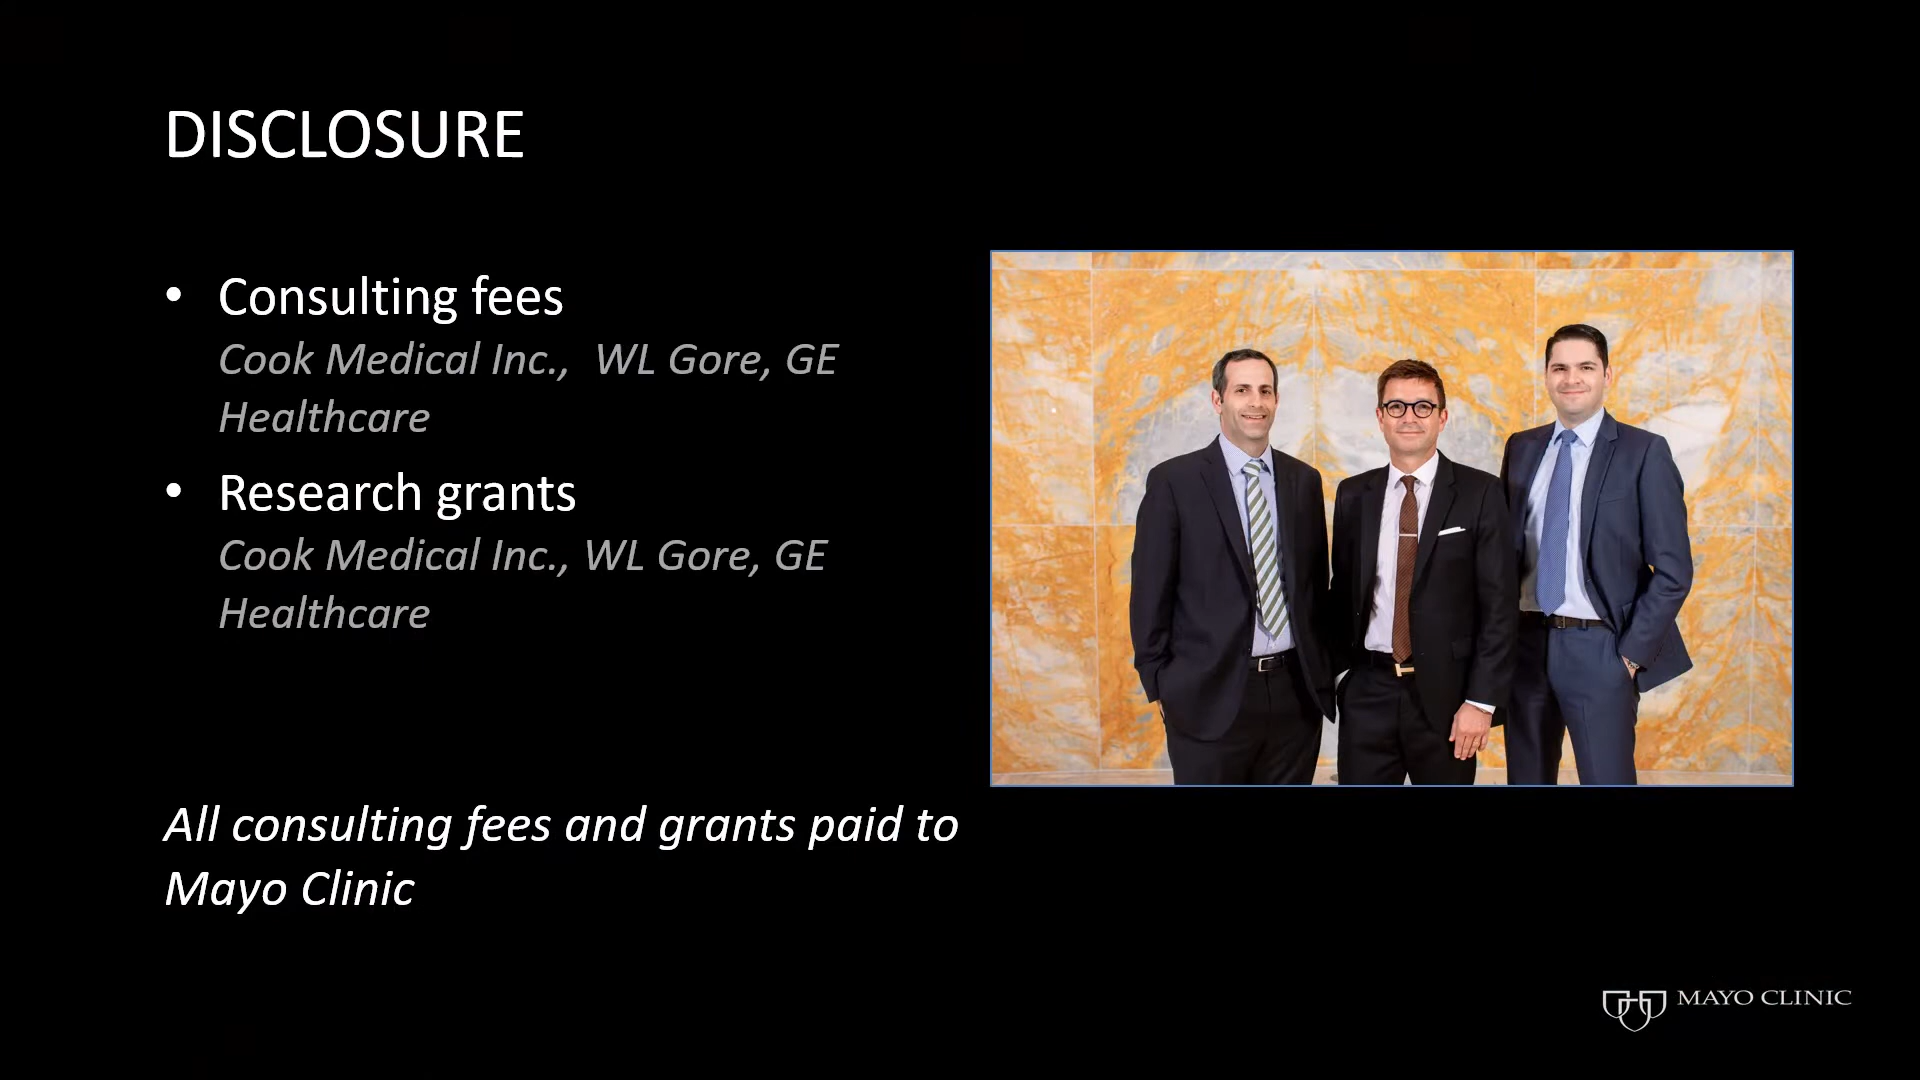 DISCLOSURE
• Consulting fees
Cook Medical Inc.,  WL Gore, GE
Healthcare
• Research grants
Cook Medical Inc., WL Gore, GE
Healthcare
All consulting fees and grants paid to
Mayo Clinic
MAYO CLINIC